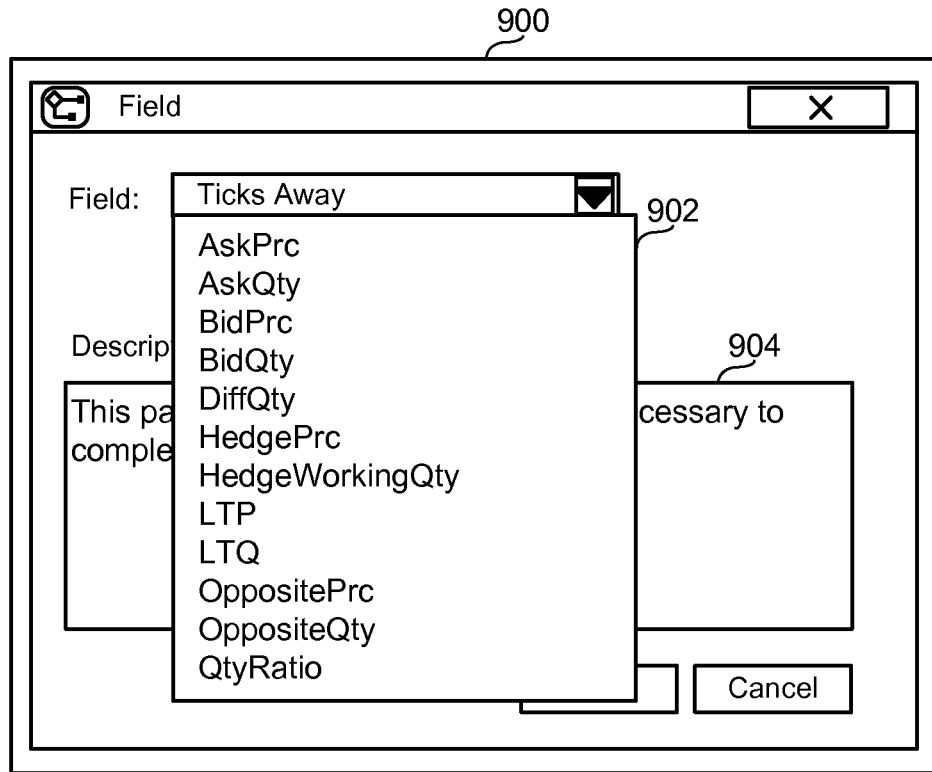 900
Field
X
Field: Ticks Away
902
AskPrc
AskQty
BidPrc
BidQty
DiffQty
HedgePrc
HedgeWorkingQty
LTP
LTQ
OppositePrc
OppositeQty
QtyRatio
Descrip
904
This pa cessary to
comple
Cancel